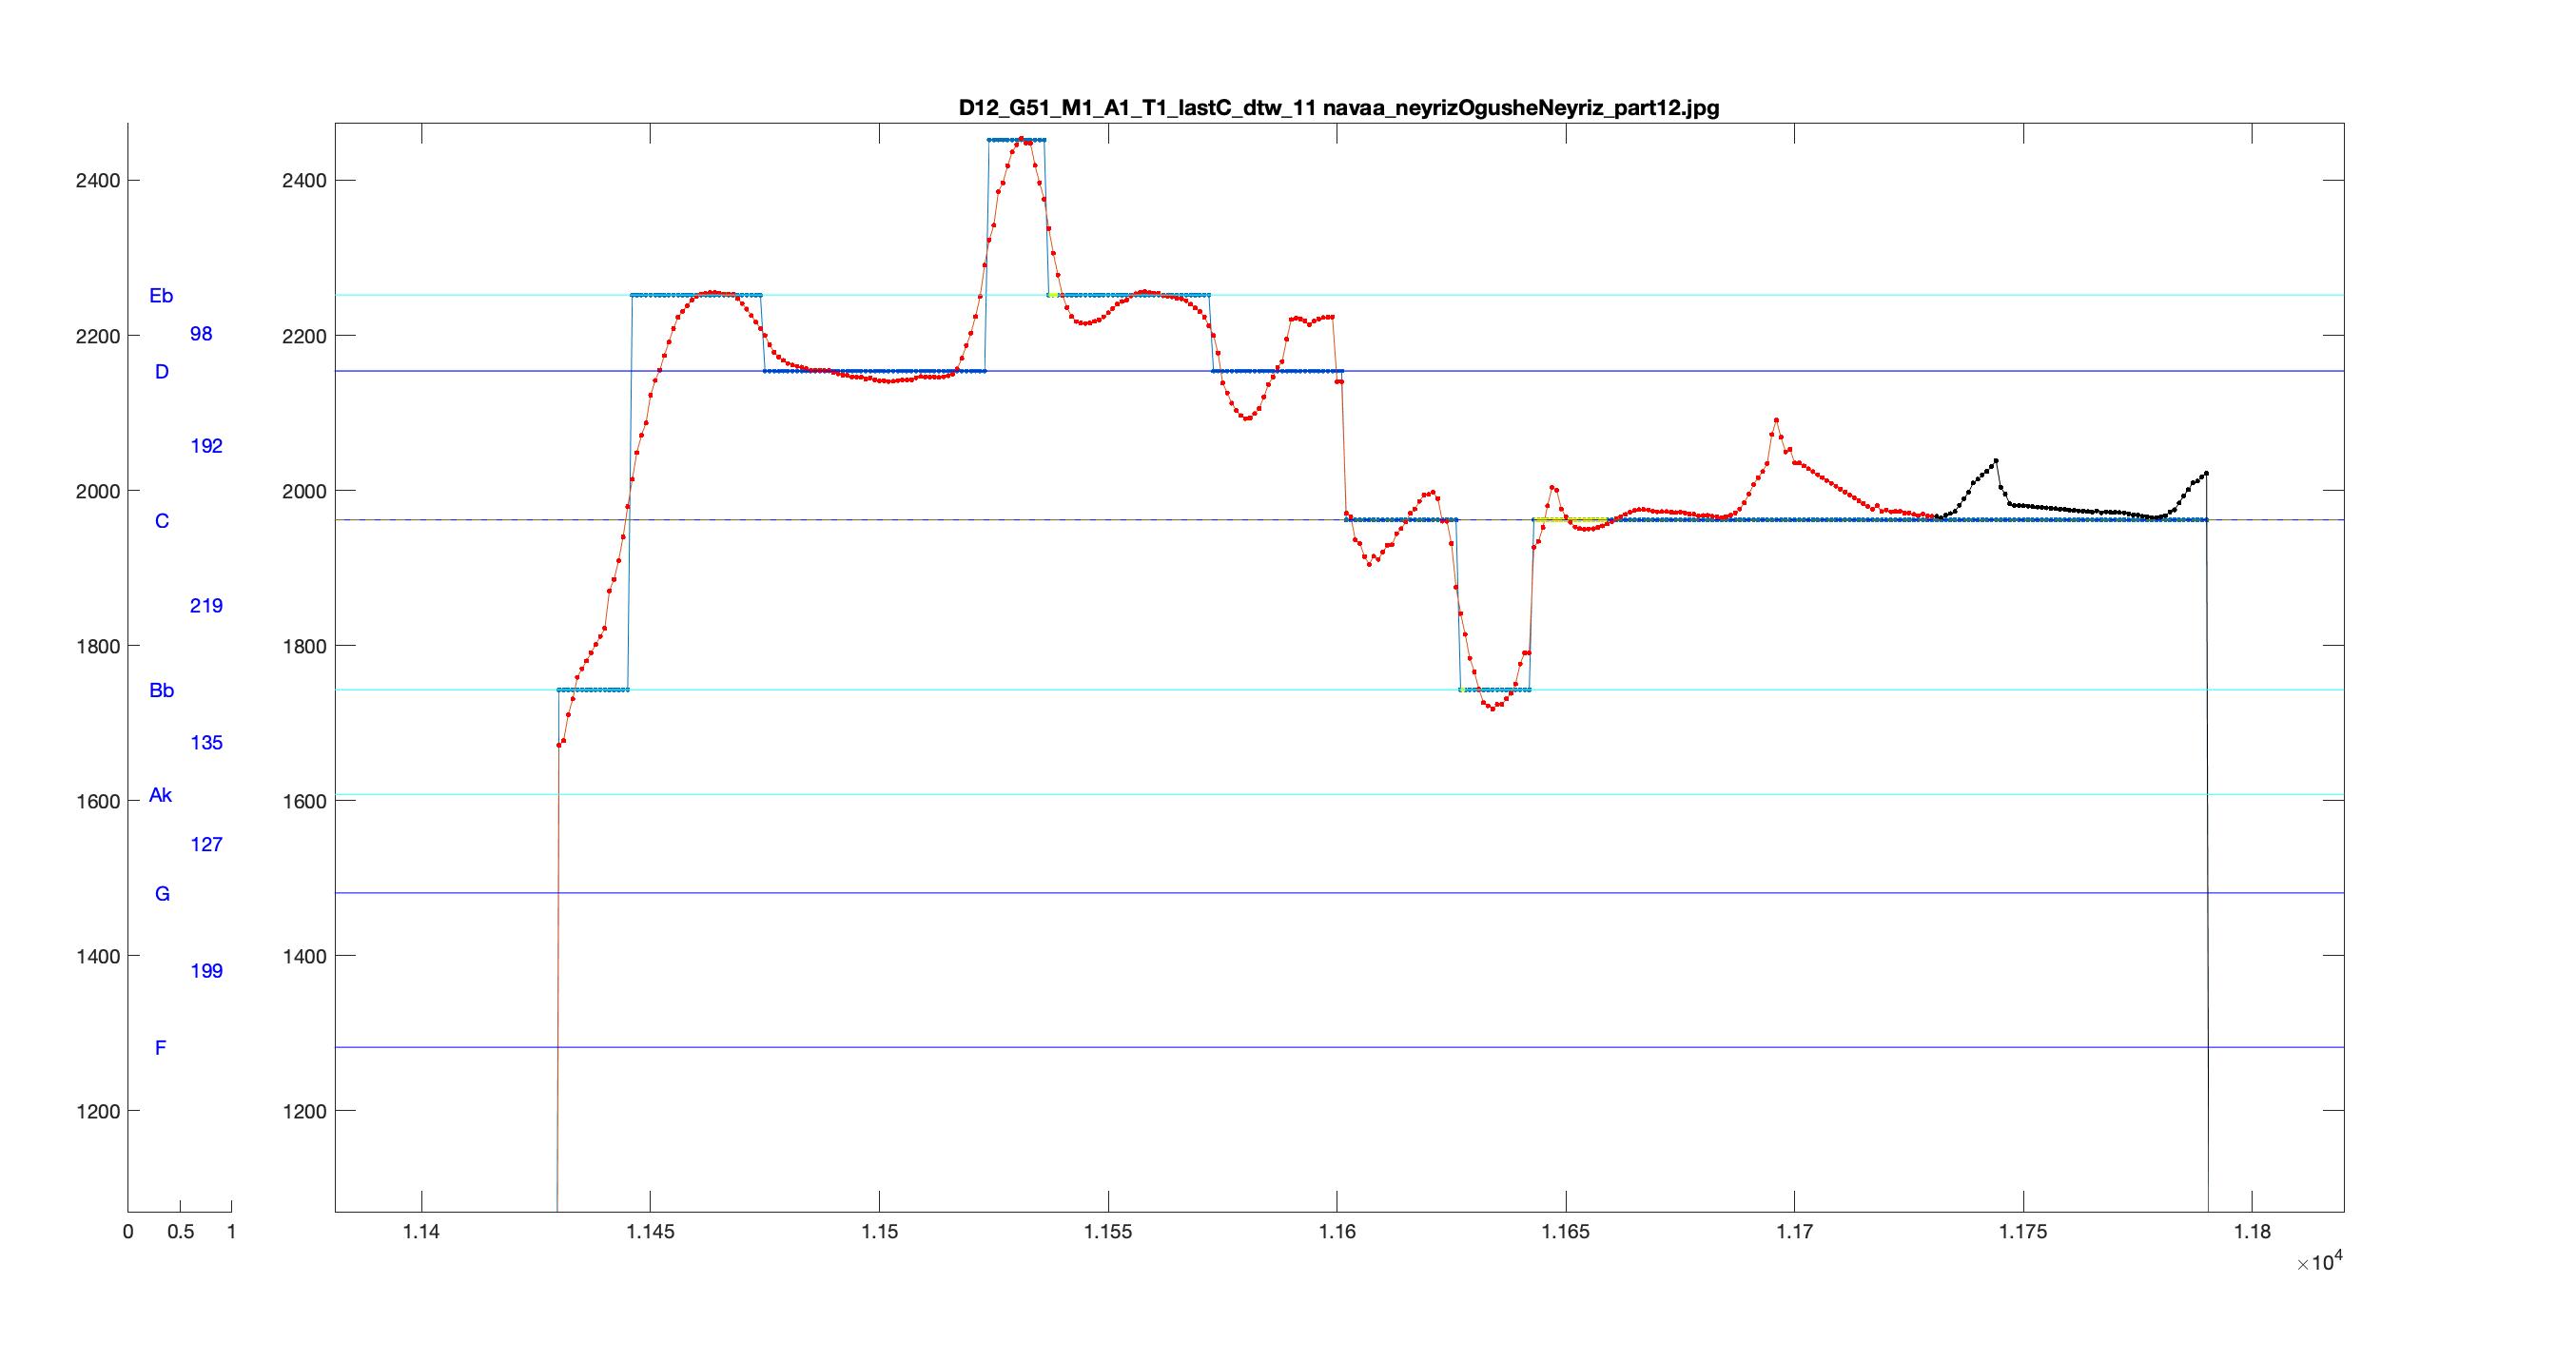 D12_G51_M1_A1_T1_lastC_dtw_11 navaa_neyrizOgusheNeyriz_part12.jpg
2400
2200
2000
1800
1600
1400
1200
0 0.5 1
Eb
98
D
192
C
219
Bb
135
Ak
127
G
199
F
2400
2200
2000
1800
1600
1400
1200
1.14 1.145 1.15 1.155 1.16 1.165 1.17 1.175 1.18
×10⁴